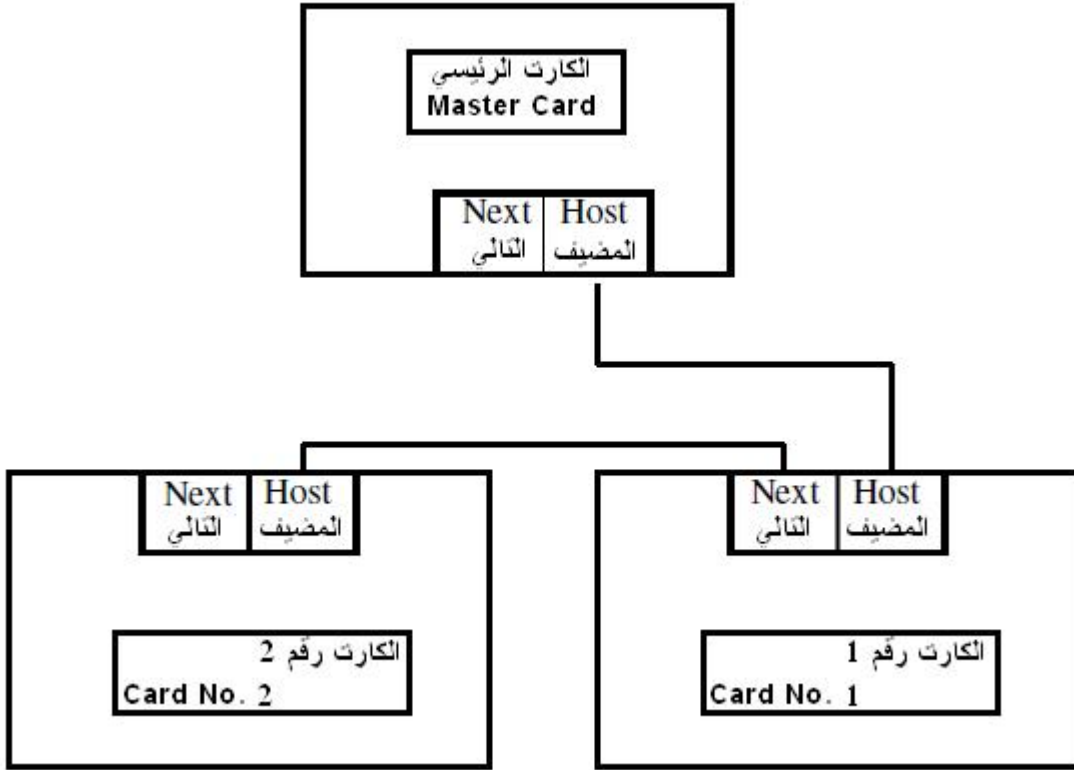 الكارت الرئيسي
Master Card
Next Host
التالي المضيف
Next Host
التالي المضيف
Next Host
التالي المضيف
الكارت رقم 2
Card No. 2
الكارت رقم 1
Card No. 1